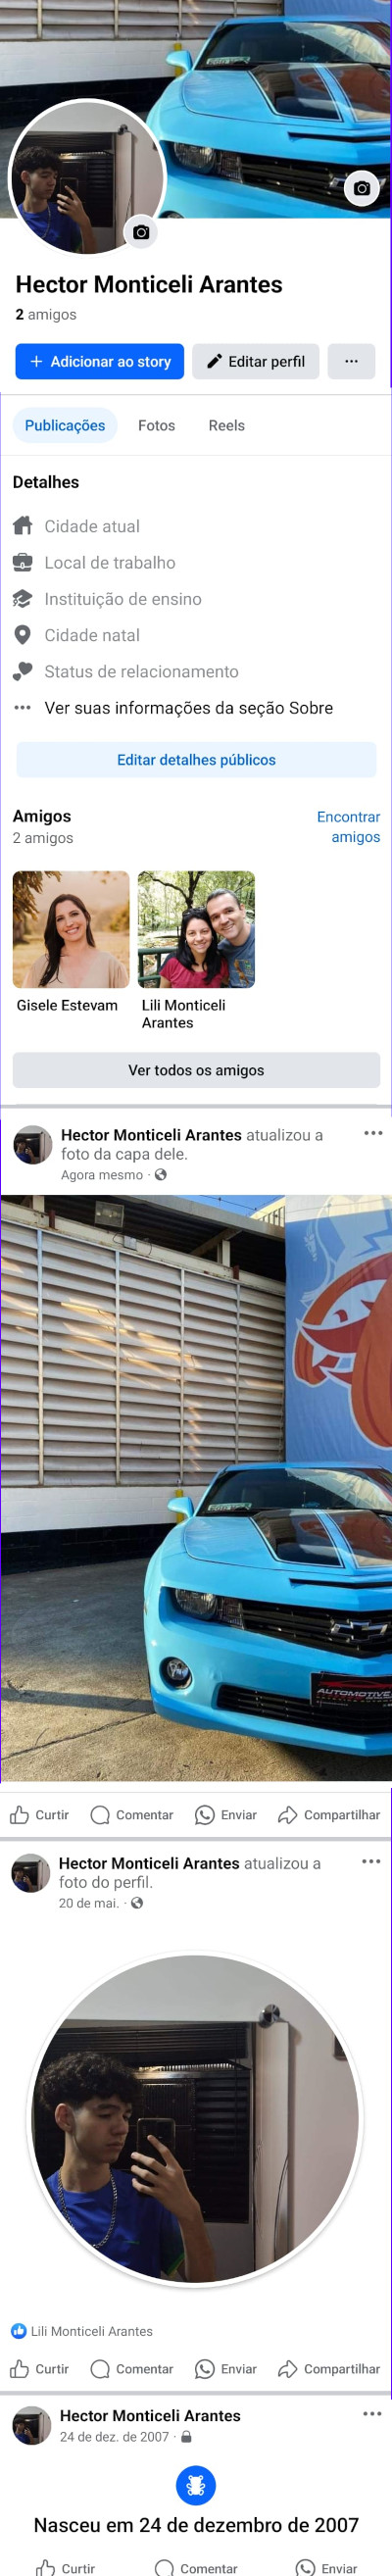 Hector Monticeli Arantes
2 amigos
+ Adicionar ao story
Editar perfil
Publicações
Fotos
Reels
Detalhes
Cidade atual
Local de trabalho
Instituição de ensino
Cidade natal
Status de relacionamento
Ver suas informações da seção Sobre
Editar detalhes públicos
Amigos
2 amigos
Encontrar
amigos
Gisele Estevam
Lili Monticeli
Arantes
Ver todos os amigos
Hector Monticeli Arantes atualizou a
foto da capa dele.
Agora mesmo ·
AUTOMOTIVE
Curtir
Comentar
Enviar
Compartilhar
Hector Monticeli Arantes atualizou a
foto do perfil.
20 de mai. ·
Lili Monticeli Arantes
Curtir
Comentar
Enviar
Compartilhar
Hector Monticeli Arantes
24 de dez. de 2007 ·
Nasceu em 24 de dezembro de 2007
Curtir
Comentar
Enviar